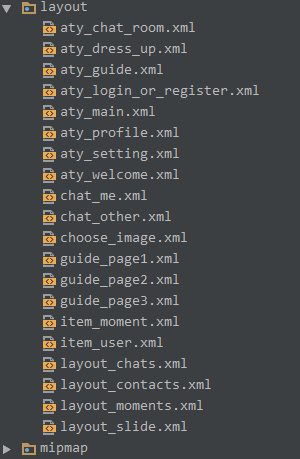 layout
aty_chat_room.xml
aty_dress_up.xml
aty_guide.xml
aty_login_or_register.xml
aty_main.xml
aty_profile.xml
aty_setting.xml
aty_welcome.xml
chat_me.xml
chat_other.xml
choose_image.xml
guide_page1.xml
guide_page2.xml
guide_page3.xml
item_moment.xml
item_user.xml
layout_chats.xml
layout_contacts.xml
layout_moments.xml
layout_slide.xml
mipmap